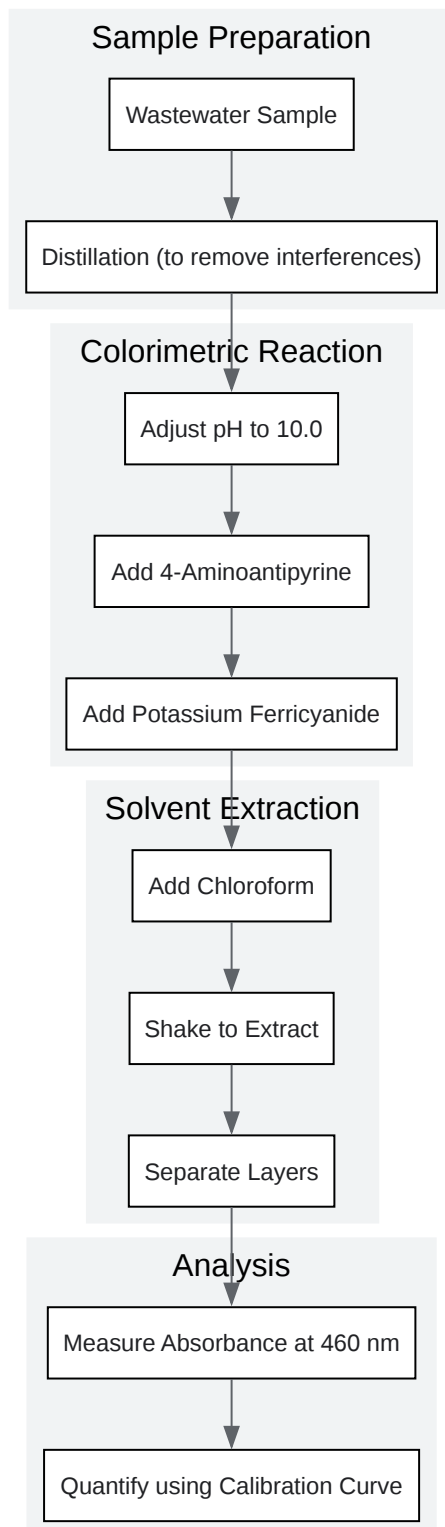 Sample Preparation
Wastewater Sample
Distillation (to remove interferences)
Colorimetric Reaction
Adjust pH to 10.0
Add 4-Aminoantipyrine
Add Potassium Ferricyanide
Solvent Extraction
Add Chloroform
Shake to Extract
Separate Layers
Analysis
Measure Absorbance at 460 nm
Quantify using Calibration Curve